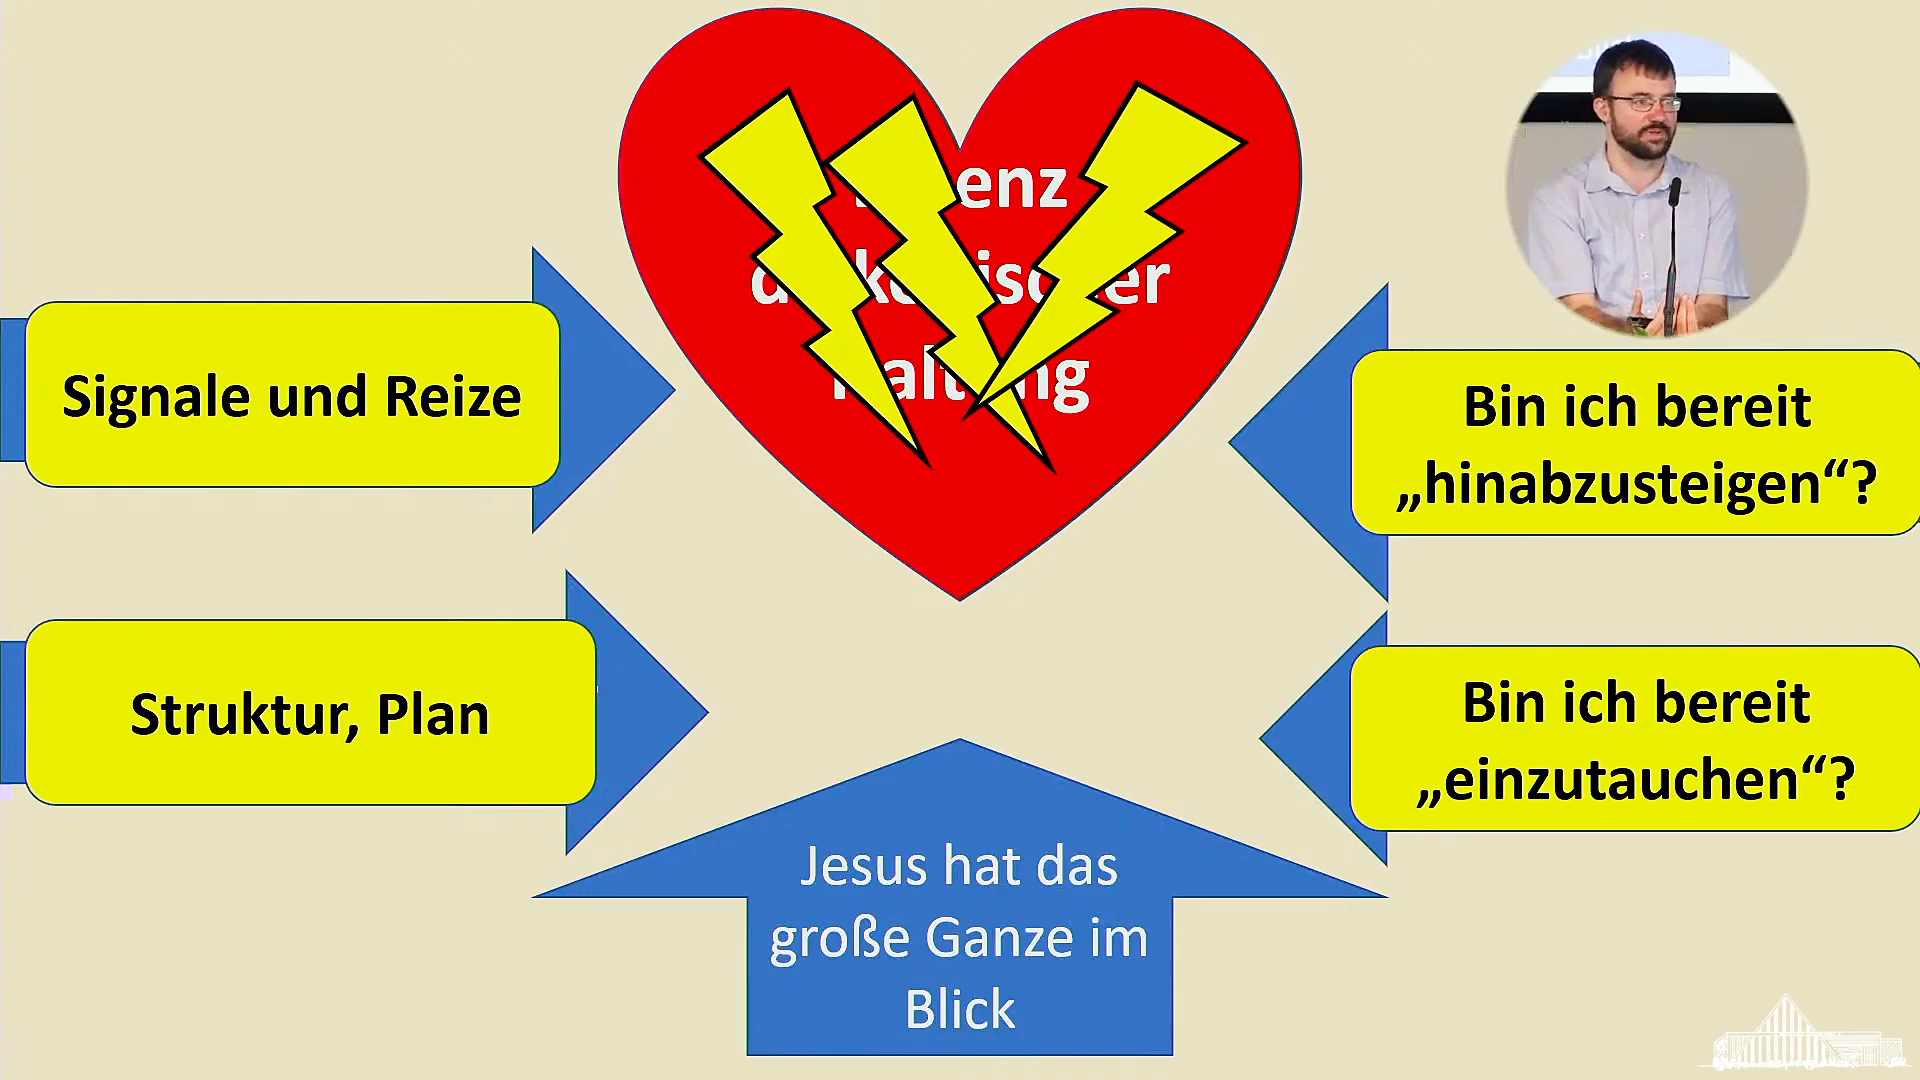 enz
Signale und Reize
Bin ich bereit
„hinabzusteigen“?
Struktur, Plan
Bin ich bereit
„einzutauchen“?
Jesus hat das
große Ganze im
Blick